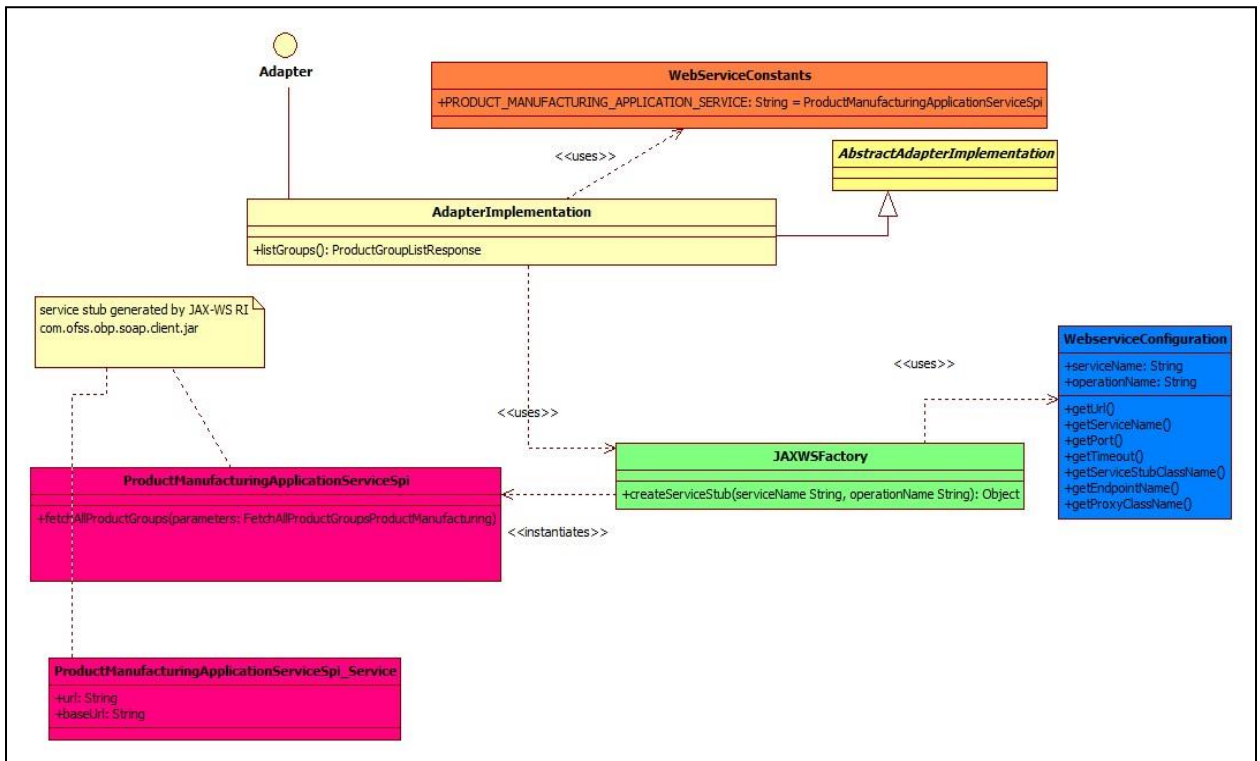 Adapter
WebServiceConstants
+PRODUCT_MANUFACTURING_APPLICATION_SERVICE: String = ProductManufacturingApplicationServiceSpi
<<uses>>
AbstractAdapterImplementation
AdapterImplementation
+listGroups(): ProductGroupListResponse
service stub generated by JAX-WS RI
com.ofss.obp.soap.client.jar
WebserviceConfiguration
+serviceName: String
+operationName: String
+getUrl()
+getServiceName()
+getPort()
+getTimeout()
+getServiceStubClassName()
+getEndpointName()
+getProxyClassName()
<<uses>>
<<uses>>
JAXWSFactory
+createServiceStub(serviceName String, operationName String): Object
ProductManufacturingApplicationServiceSpi
+fetchAllProductGroups(parameters: FetchAllProductGroupsProductManufacturing)
<<instantiates>>
ProductManufacturingApplicationServiceSpi_Service
+url: String
+baseUrl: String